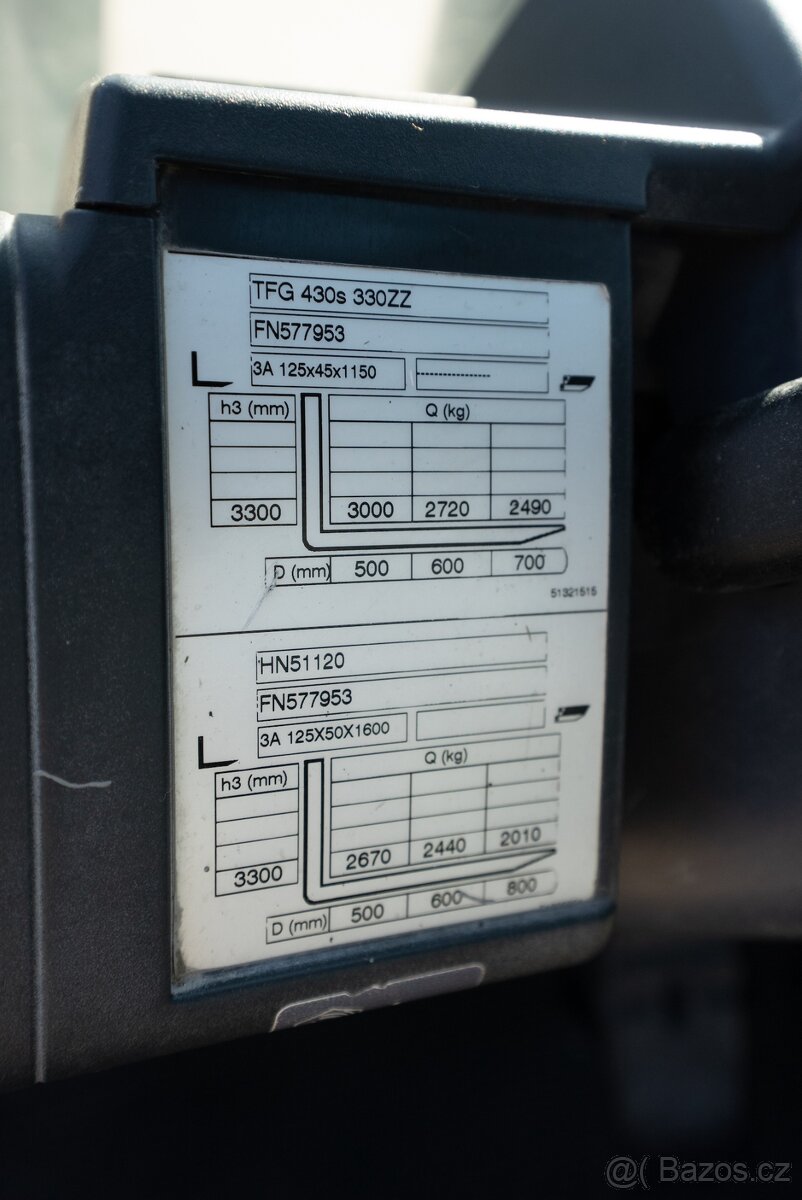 TFG 430s 330ZZ
FN577953
3A 125x45x1150 ---------------
h3 (mm) Q (kg)
3300 3000 2720 2490
D (mm) 500 600 700
51321515
HN51120
FN577953
3A 125X50X1600
h3 (mm) Q (kg)
3300 2670 2440 2010
D (mm) 500 600 800
@( Bazos.cz